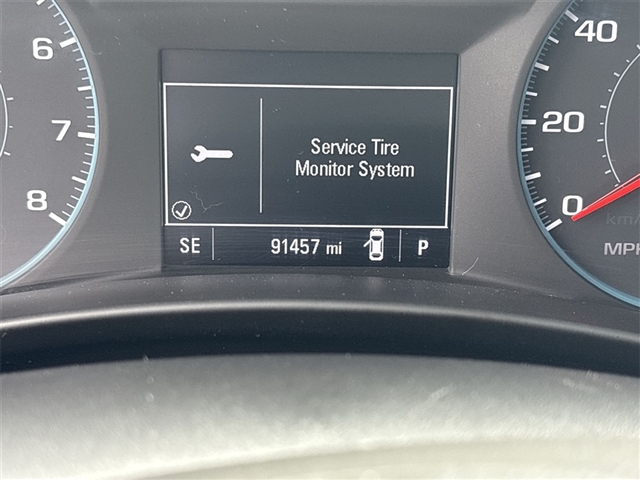 6
7
8
Service Tire
Monitor System
SE 91457 mi P
40
20
0
km/
MPH